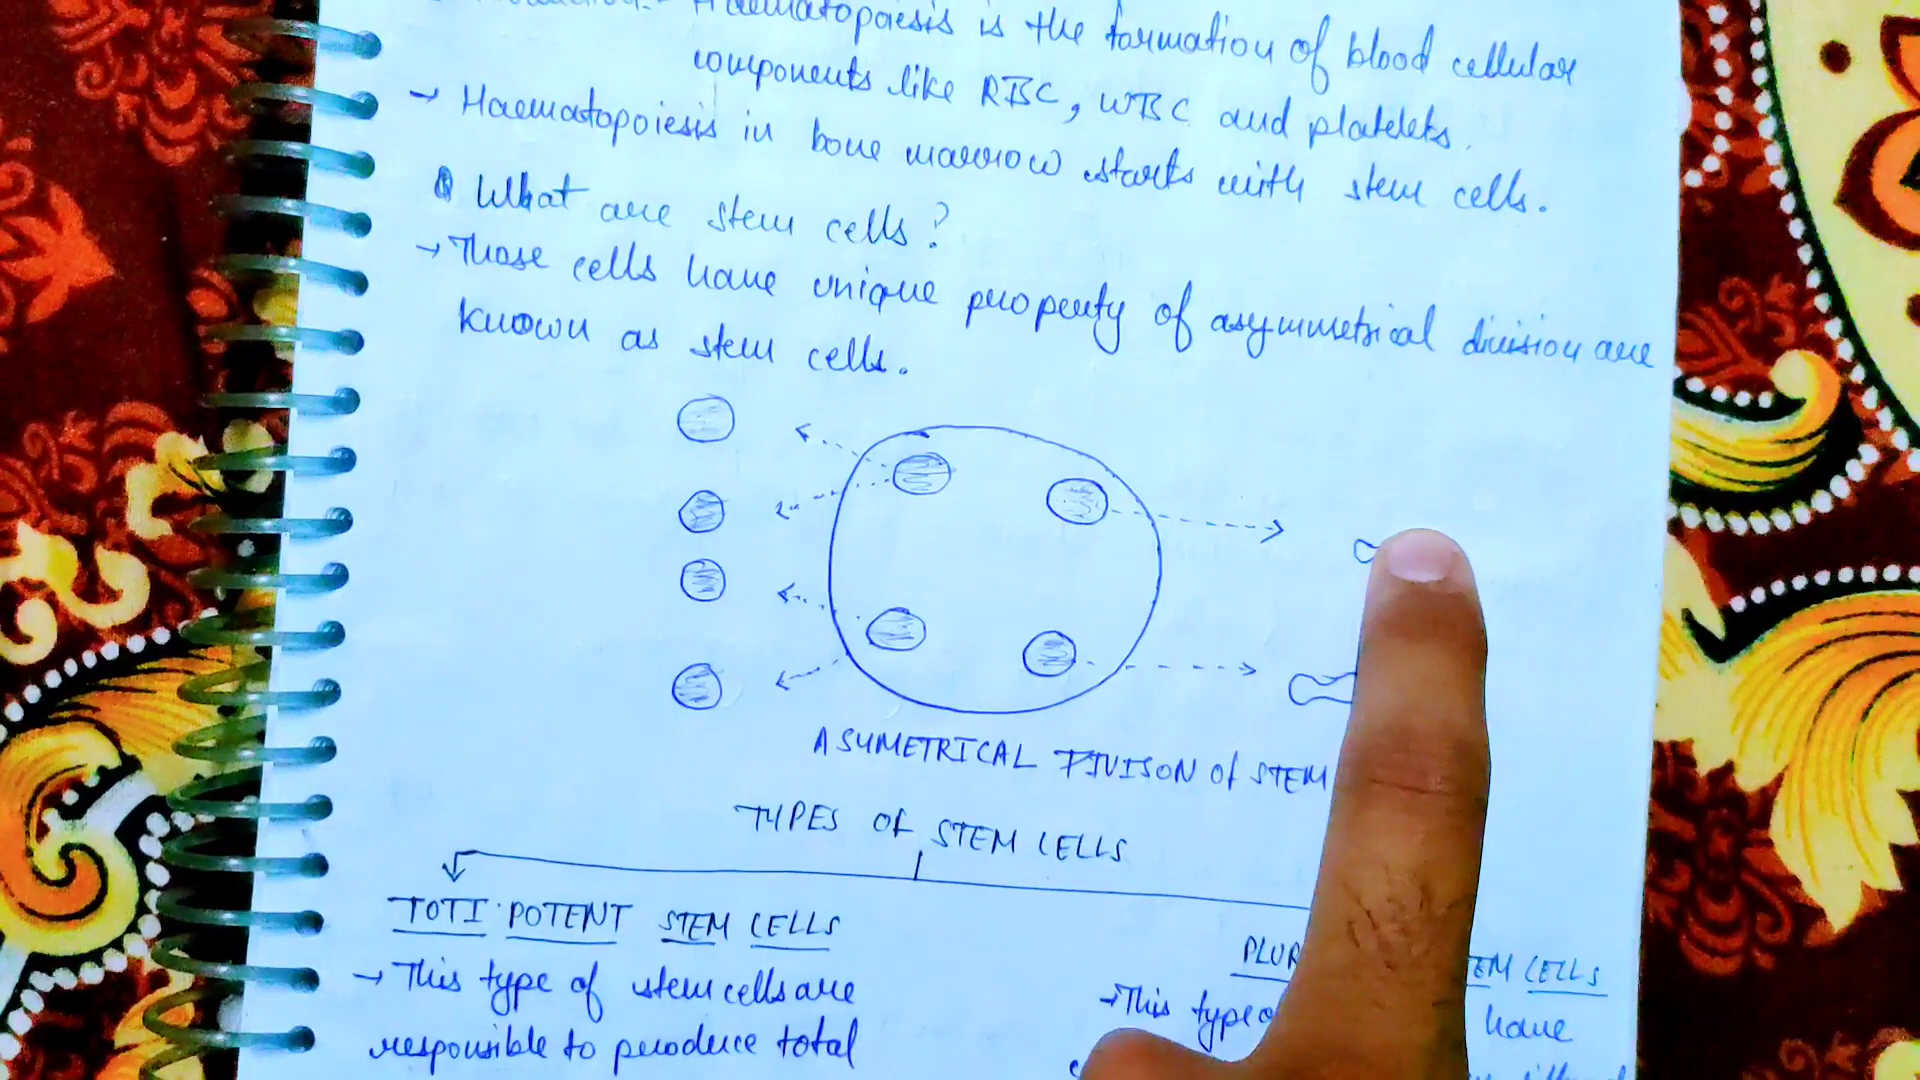 Haematopoiesis is the formation of blood cellular
components like RBC, WBC and platelets.
→ Haematopoiesis in bone marrow starts with stem cells.
What are stem cells?
→ Those cells have unique property of asymmetrical division are
known as stem cells.
ASYMETRICAL DIVISON Of STEM
TYPES Of STEM CELLS
TOTI POTENT STEM CELLS
PLUR STEM CELLS
→ This type of stem cells are
→ This type have
responsible to produce total